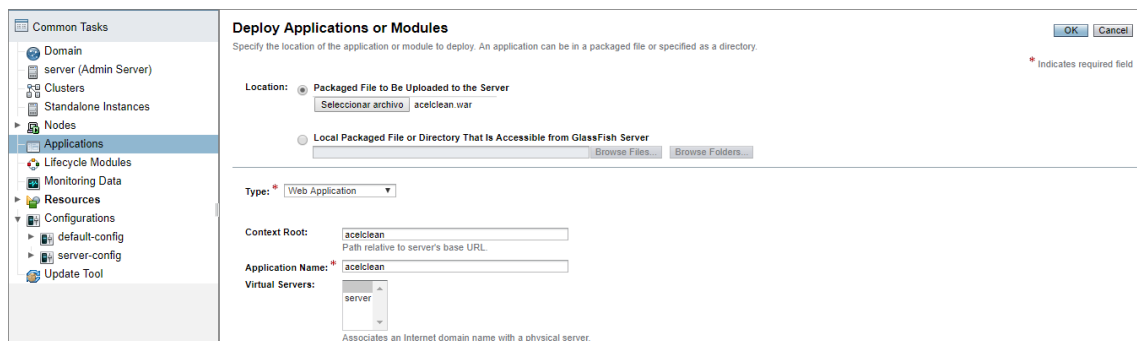 Common Tasks
Domain
server (Admin Server)
Clusters
Standalone Instances
Nodes
Applications
Lifecycle Modules
Monitoring Data
Resources
Configurations
default-config
server-config
Update Tool
Deploy Applications or Modules
OK Cancel
Specify the location of the application or module to deploy. An application can be in a packaged file or specified as a directory.
* Indicates required field
Location: Packaged File to Be Uploaded to the Server
Seleccionar archivo acelclean.war
Local Packaged File or Directory That Is Accessible from GlassFish Server
Browse Files... Browse Folders...
Type: * Web Application
Context Root: acelclean
Path relative to server's base URL.
Application Name: * acelclean
Virtual Servers:
server
Associates an Internet domain name with a physical server.